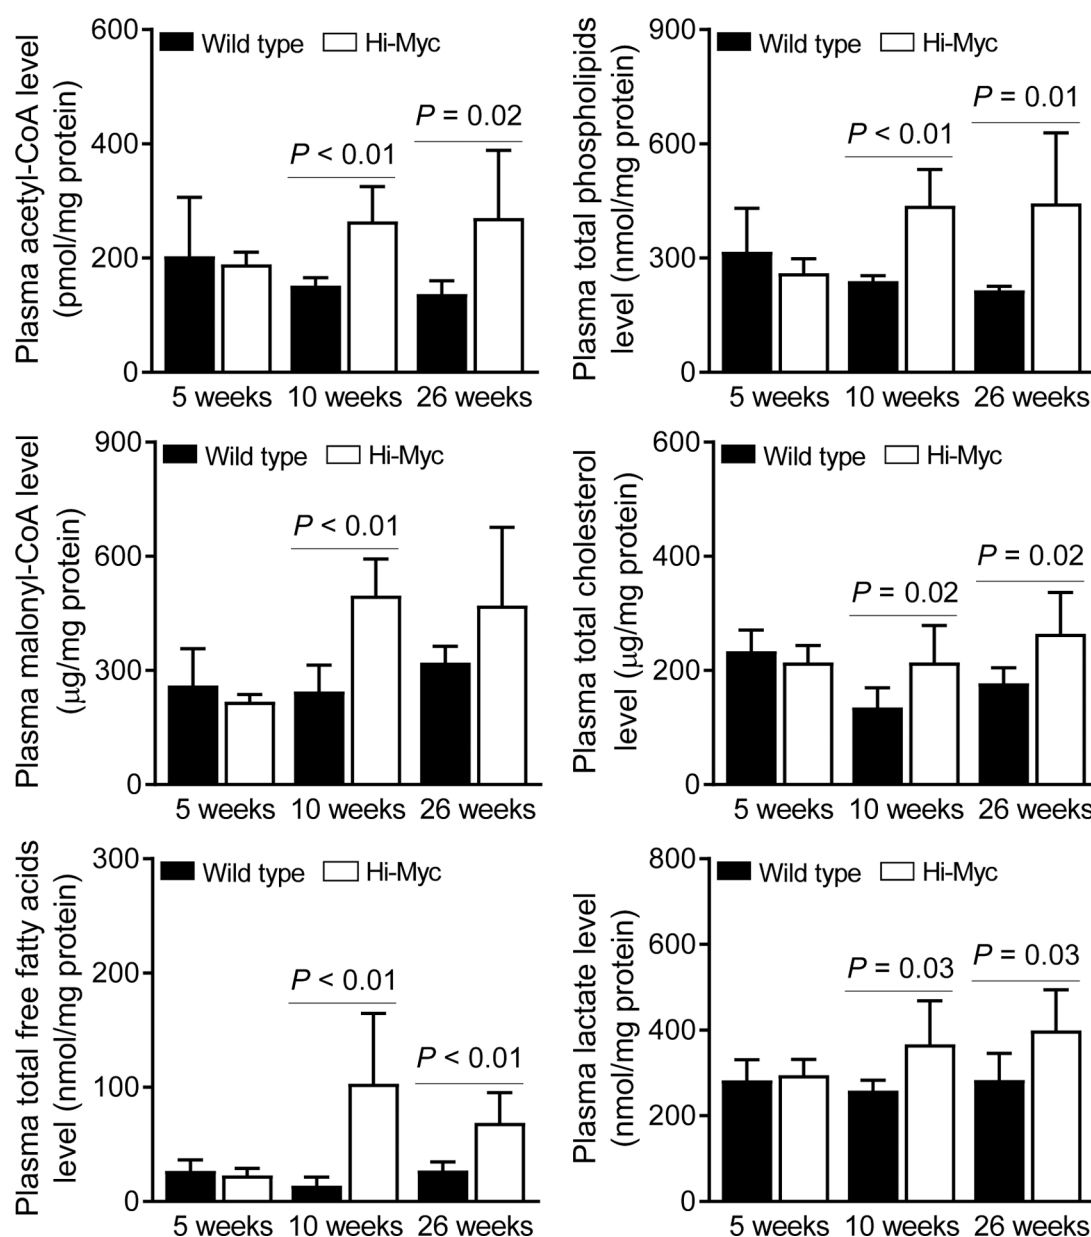 Plasma acetyl-CoA level
(pmol/mg protein)
600
400
200
0
Wild type
Hi-Myc
P < 0.01
P = 0.02
5 weeks
10 weeks
26 weeks
Plasma total phospholipids
level (nmol/mg protein)
900
600
300
0
Wild type
Hi-Myc
P < 0.01
P = 0.01
5 weeks
10 weeks
26 weeks
Plasma malonyl-CoA level
(µg/mg protein)
900
600
300
0
Wild type
Hi-Myc
P < 0.01
5 weeks
10 weeks
26 weeks
Plasma total cholesterol
level (µg/mg protein)
600
400
200
0
Wild type
Hi-Myc
P = 0.02
P = 0.02
5 weeks
10 weeks
26 weeks
Plasma total free fatty acids
level (nmol/mg protein)
300
200
100
0
Wild type
Hi-Myc
P < 0.01
P < 0.01
5 weeks
10 weeks
26 weeks
Plasma lactate level
(nmol/mg protein)
800
600
400
200
0
Wild type
Hi-Myc
P = 0.03
P = 0.03
5 weeks
10 weeks
26 weeks